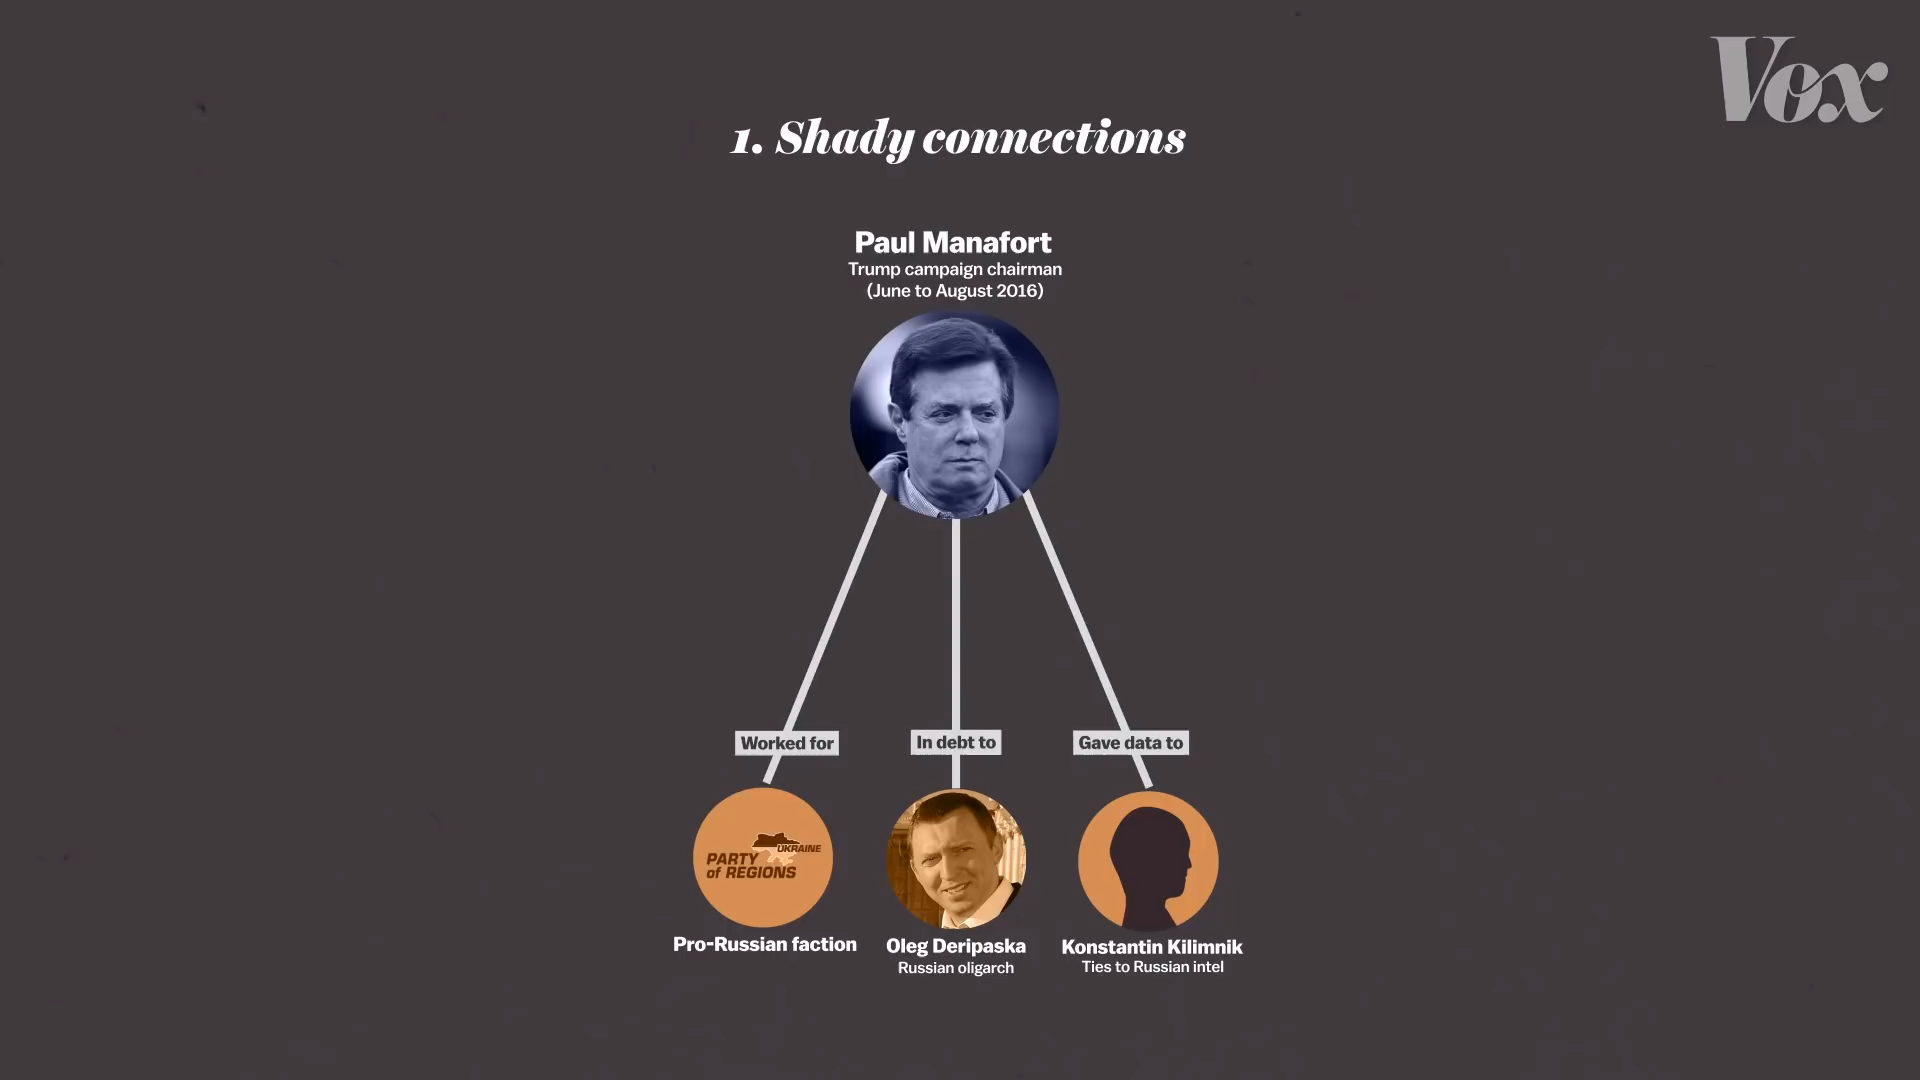 Vox
1. Shady connections
Paul Manafort
Trump campaign chairman
(June to August 2016)
Worked for
In debt to
Gave data to
UKRAINE
PARTY
of REGIONS
Pro-Russian faction
Oleg Deripaska
Russian oligarch
Konstantin Kilimnik
Ties to Russian intel